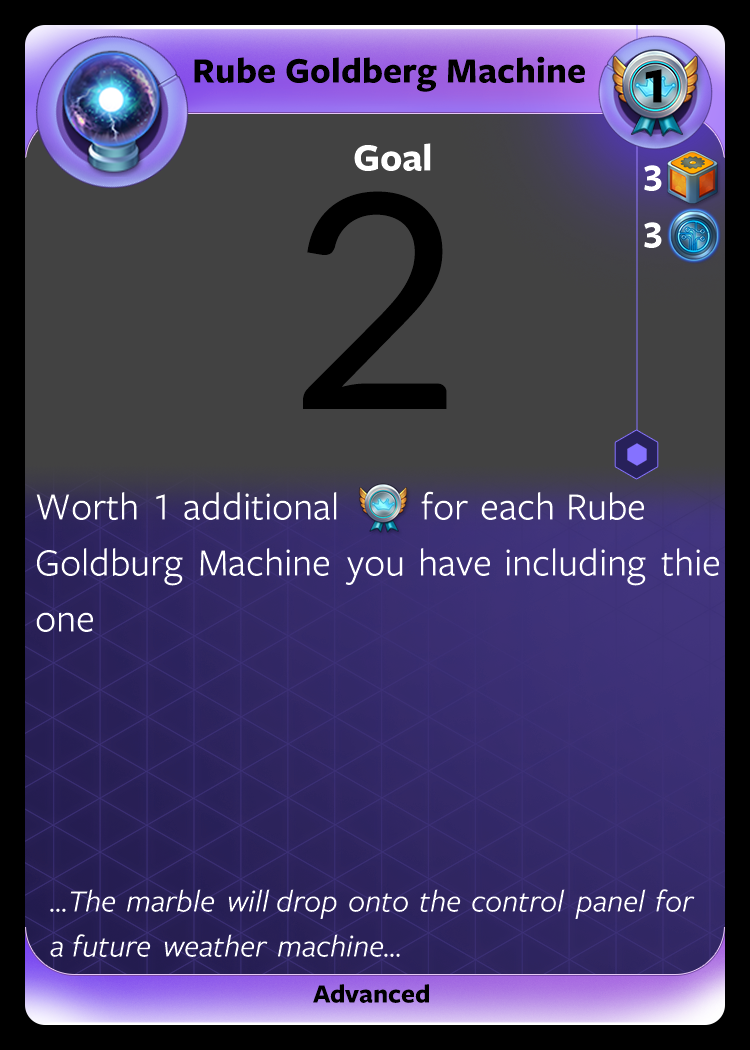 Rube Goldberg Machine
1
Goal
3
3
2
Worth 1 additional for each Rube
Goldburg Machine you have including thie
one
...The marble will drop onto the control panel for
a future weather machine...
Advanced